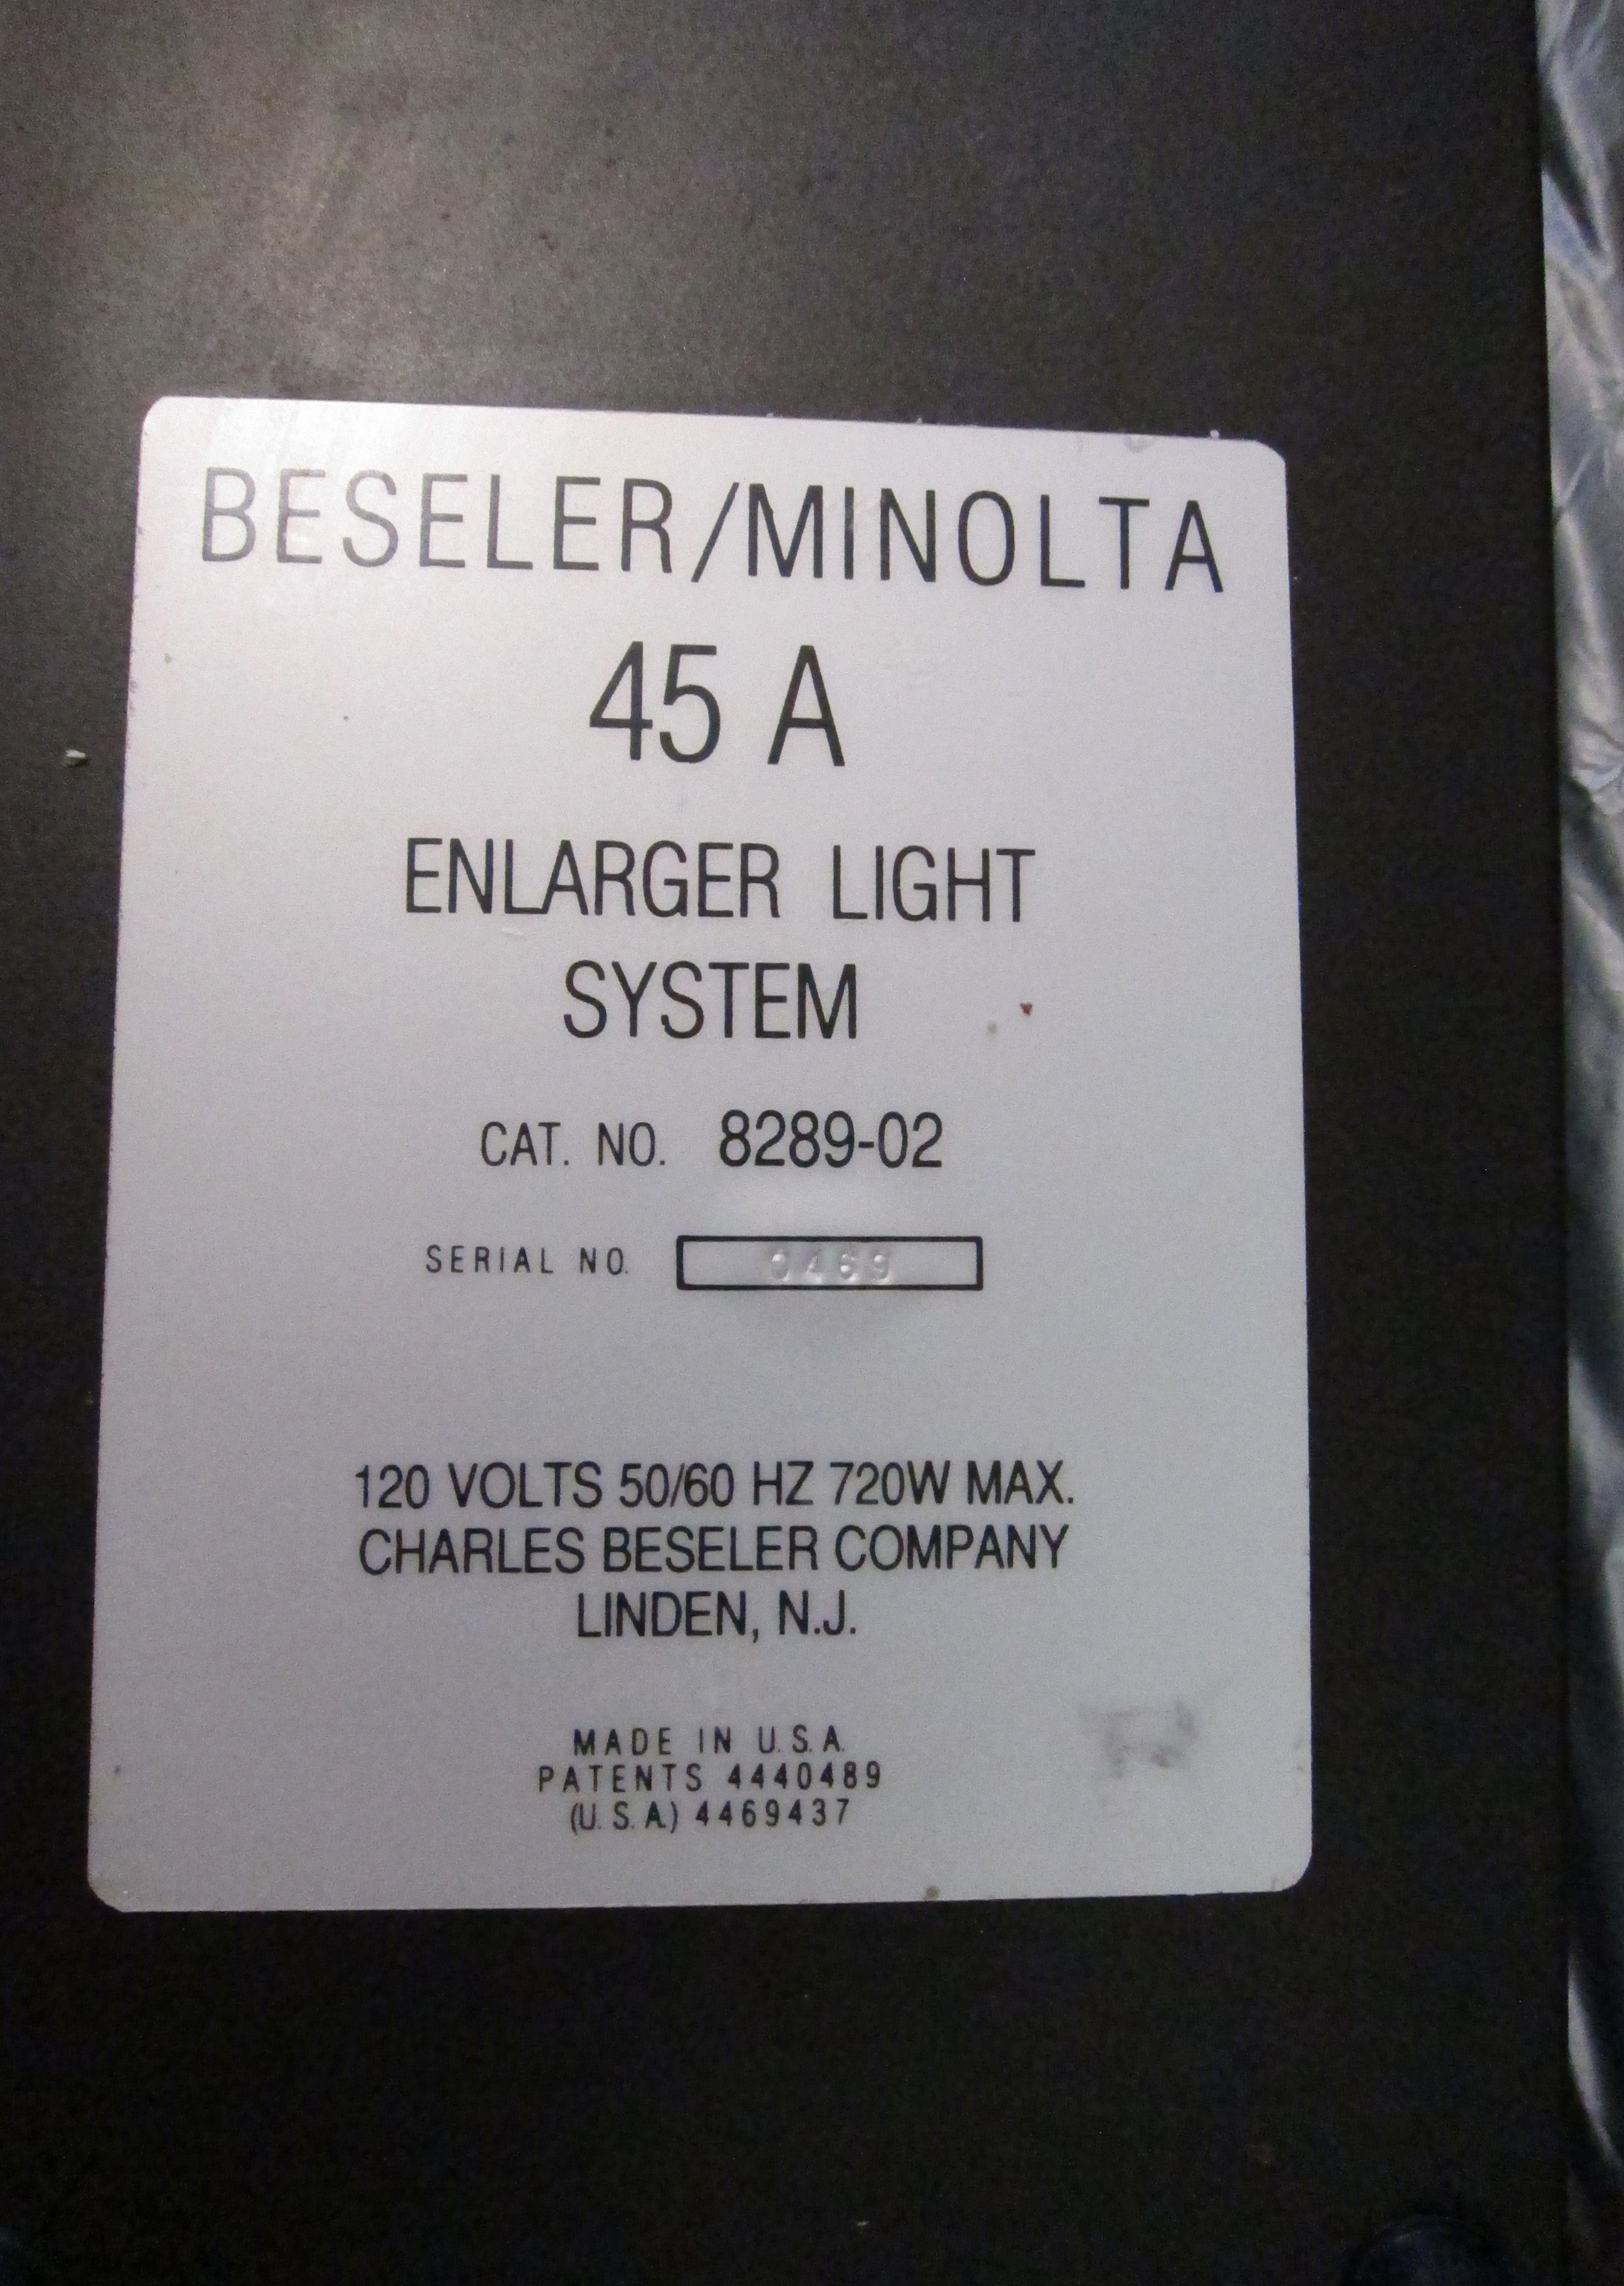 BESELER/MINOLTA
45 A
ENLARGER LIGHT
SYSTEM
CAT. NO. 8289-02
SERIAL NO. 0469
120 VOLTS 50/60 HZ 720W MAX.
CHARLES BESELER COMPANY
LINDEN, N.J.
MADE IN U.S.A.
PATENTS 4440489
(U.S.A.) 4469437